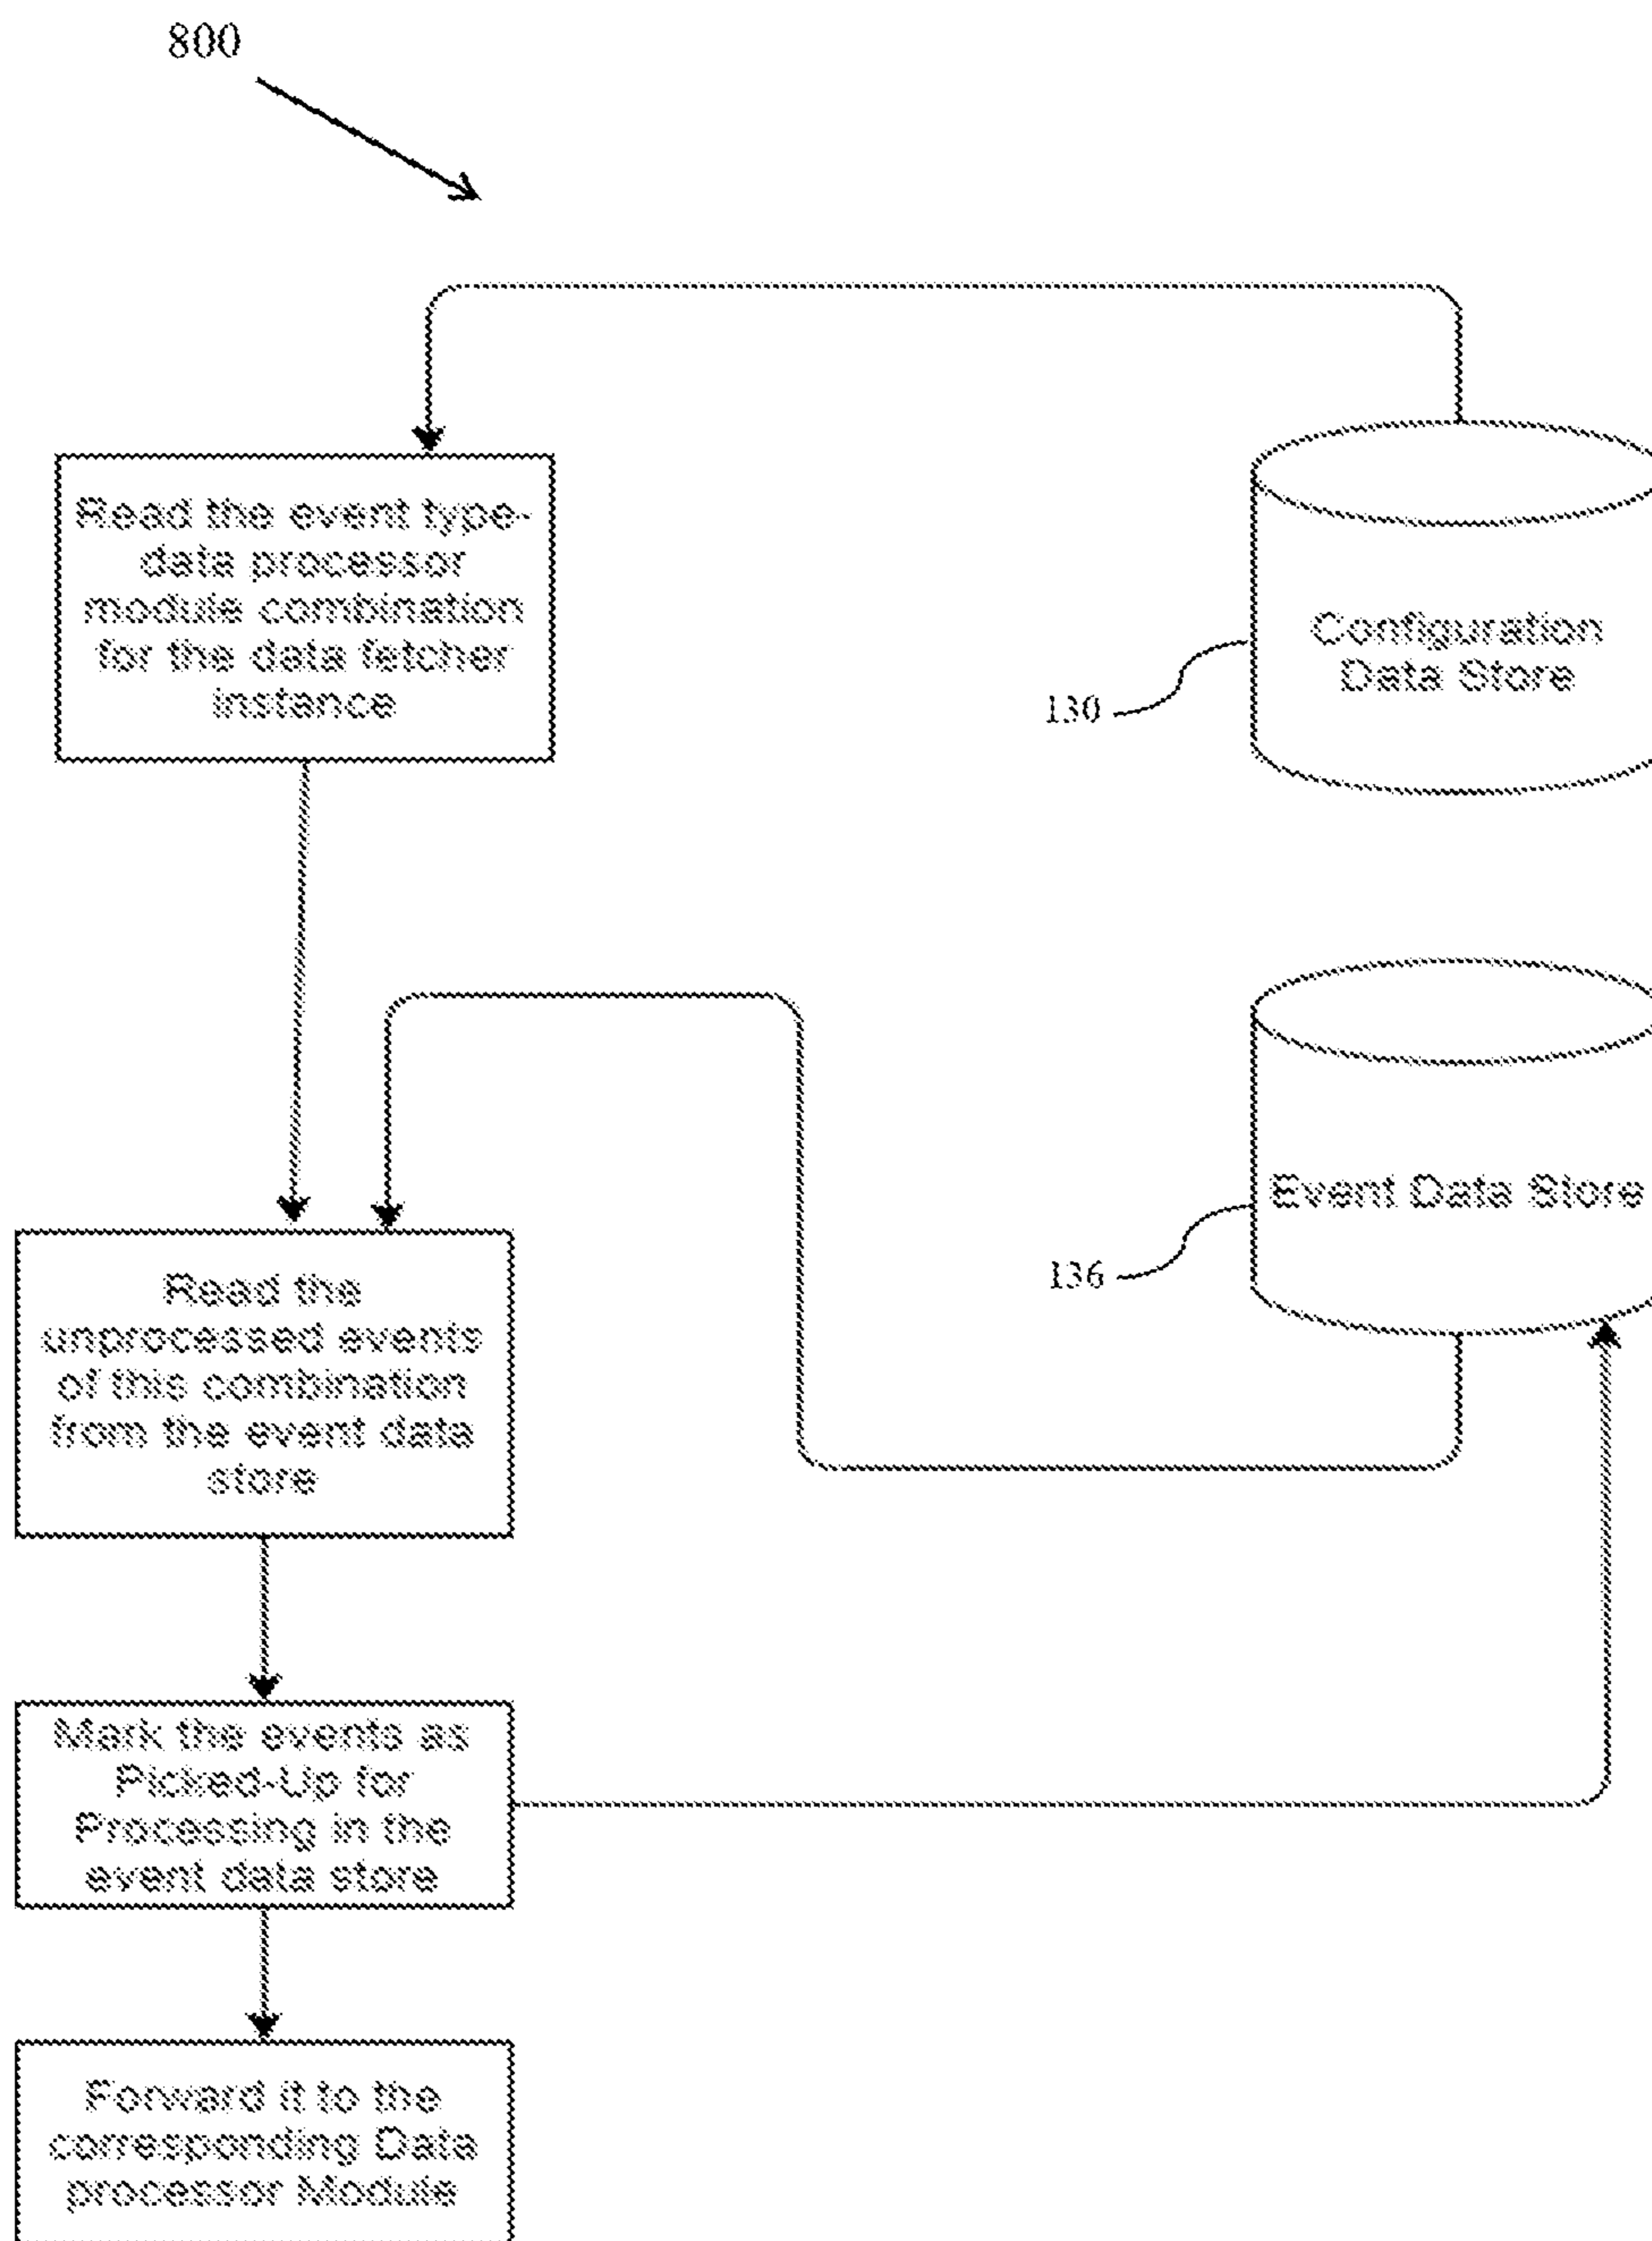 800
Read the event type-
data processor
module combination
for the data fetcher
instance
Configuration
Data Store
130
Event Data Store
136
Read the
unprocessed events
of this combination
from the event data
store
Mark the events as
Picked-Up for
Processing in the
event data store
Forward it to the
corresponding Data
processor Module